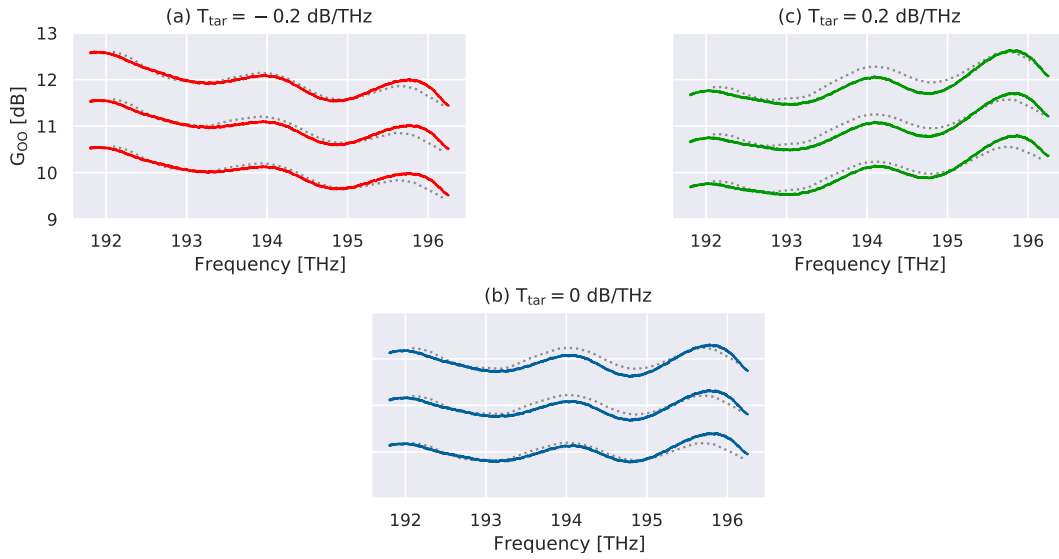 (a) T_tar = − 0.2 dB/THz
(c) T_tar = 0.2 dB/THz
13
12
11
10
9
G_OO [dB]
192 193 194 195 196
192 193 194 195 196
Frequency [THz]
Frequency [THz]
(b) T_tar = 0 dB/THz
192 193 194 195 196
Frequency [THz]